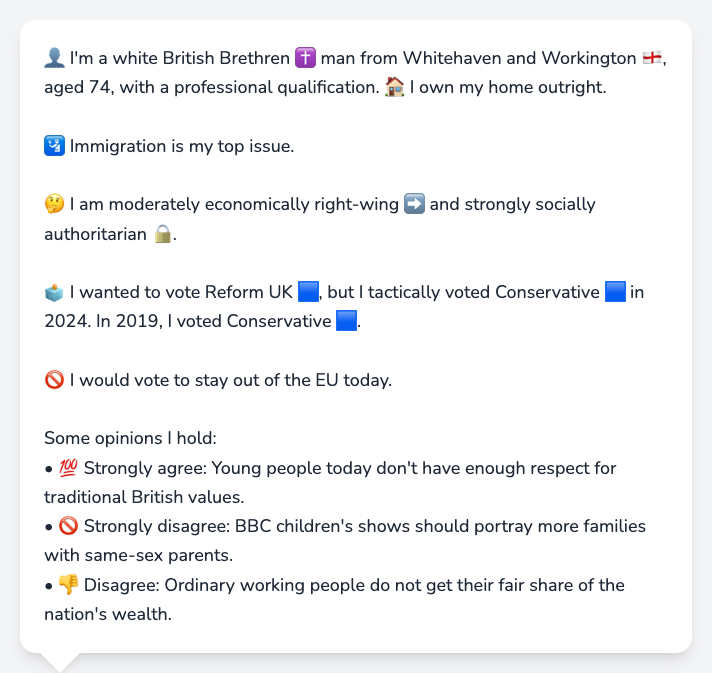 👤 I'm a white British Brethren ✝️ man from Whitehaven and Workington 🏴󠁧󠁢󠁥󠁮󠁧󠁿,
aged 74, with a professional qualification. 🏠 I own my home outright.
🛂 Immigration is my top issue.
🤔 I am moderately economically right-wing ➡️ and strongly socially
authoritarian 🔒.
🗳️ I wanted to vote Reform UK 🟦, but I tactically voted Conservative 🟦 in
2024. In 2019, I voted Conservative 🟦.
🚫 I would vote to stay out of the EU today.
Some opinions I hold:
• 💯 Strongly agree: Young people today don't have enough respect for
traditional British values.
• 🚫 Strongly disagree: BBC children's shows should portray more families
with same-sex parents.
• 👎 Disagree: Ordinary working people do not get their fair share of the
nation's wealth.